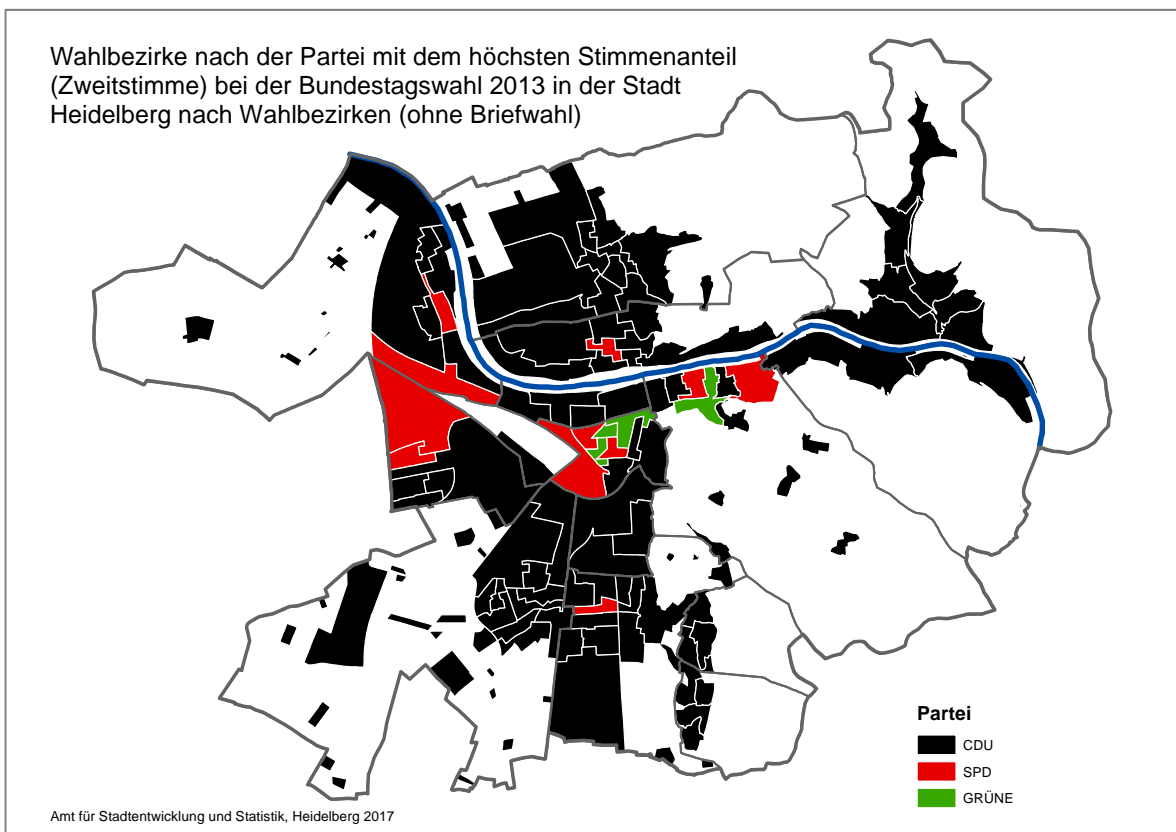 Wahlbezirke nach der Partei mit dem höchsten Stimmenanteil
(Zweitstimme) bei der Bundestagswahl 2013 in der Stadt
Heidelberg nach Wahlbezirken (ohne Briefwahl)
Partei
CDU
SPD
GRÜNE
Amt für Stadtentwicklung und Statistik, Heidelberg 2017